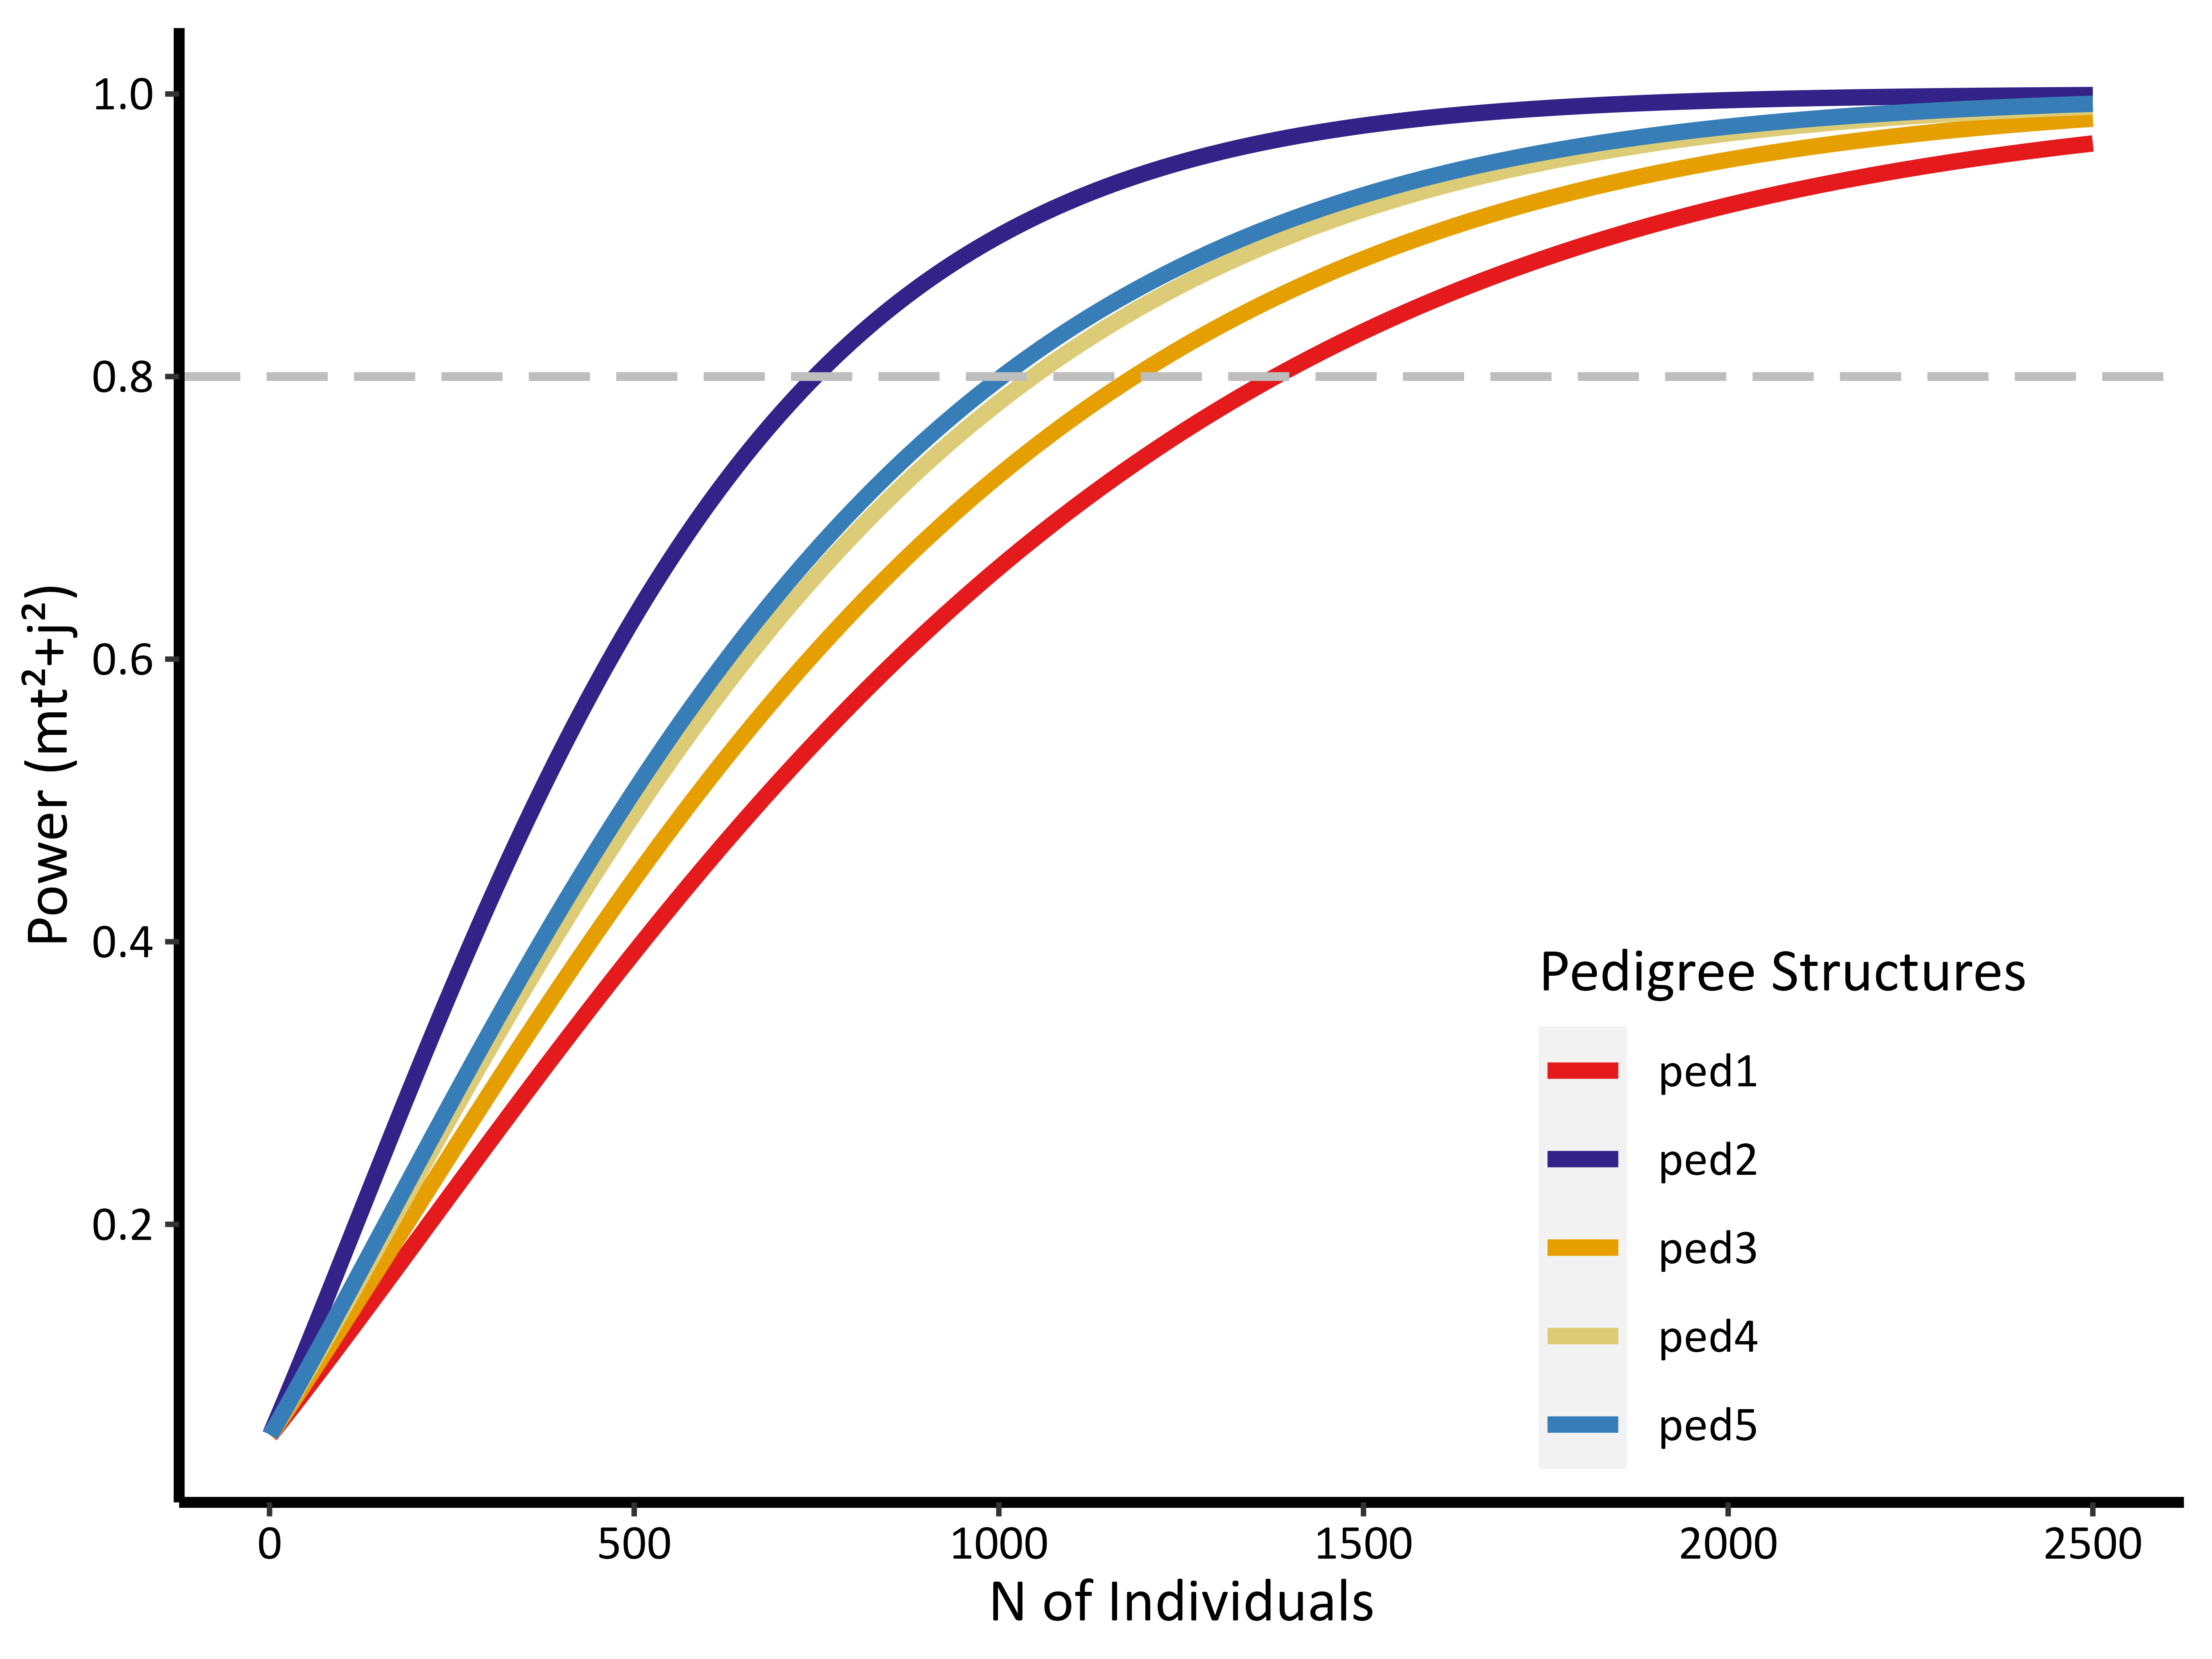 Power (mt²+j²)
1.0
0.8
0.6
0.4
0.2
0 500 1000 1500 2000 2500
N of Individuals
Pedigree Structures
ped1
ped2
ped3
ped4
ped5